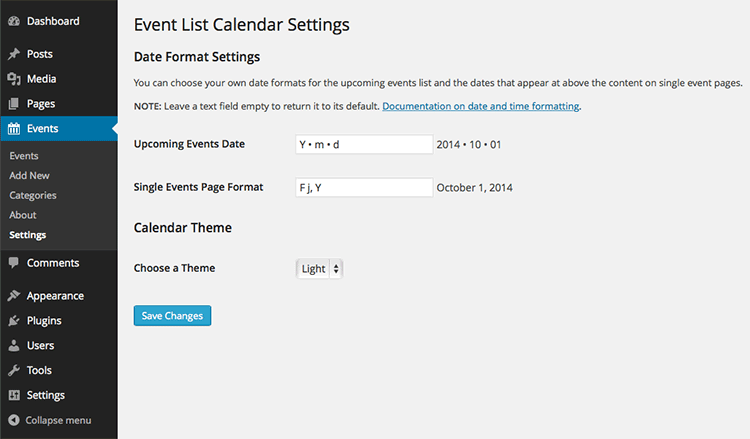 Dashboard
Posts
Media
Pages
Events
Events
Add New
Categories
About
Settings
Comments
Appearance
Plugins
Users
Tools
Settings
Collapse menu
Event List Calendar Settings
Date Format Settings
You can choose your own date formats for the upcoming events list and the dates that appear at above the content on single event pages.
NOTE: Leave a text field empty to return it to its default. Documentation on date and time formatting.
Upcoming Events Date Y • m • d 2014 • 10 • 01
Single Events Page Format F j, Y October 1, 2014
Calendar Theme
Choose a Theme Light
Save Changes